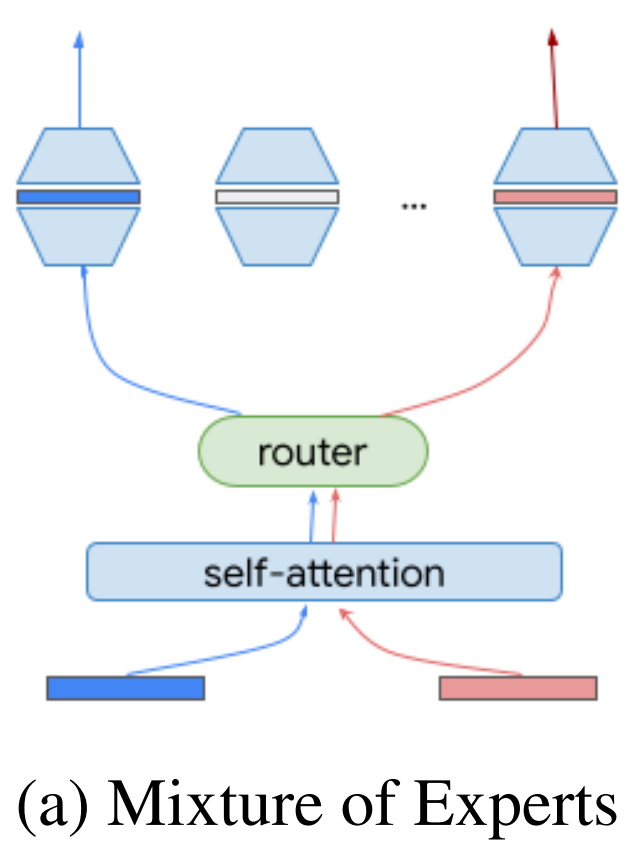 ...
router
self-attention
(a) Mixture of Experts